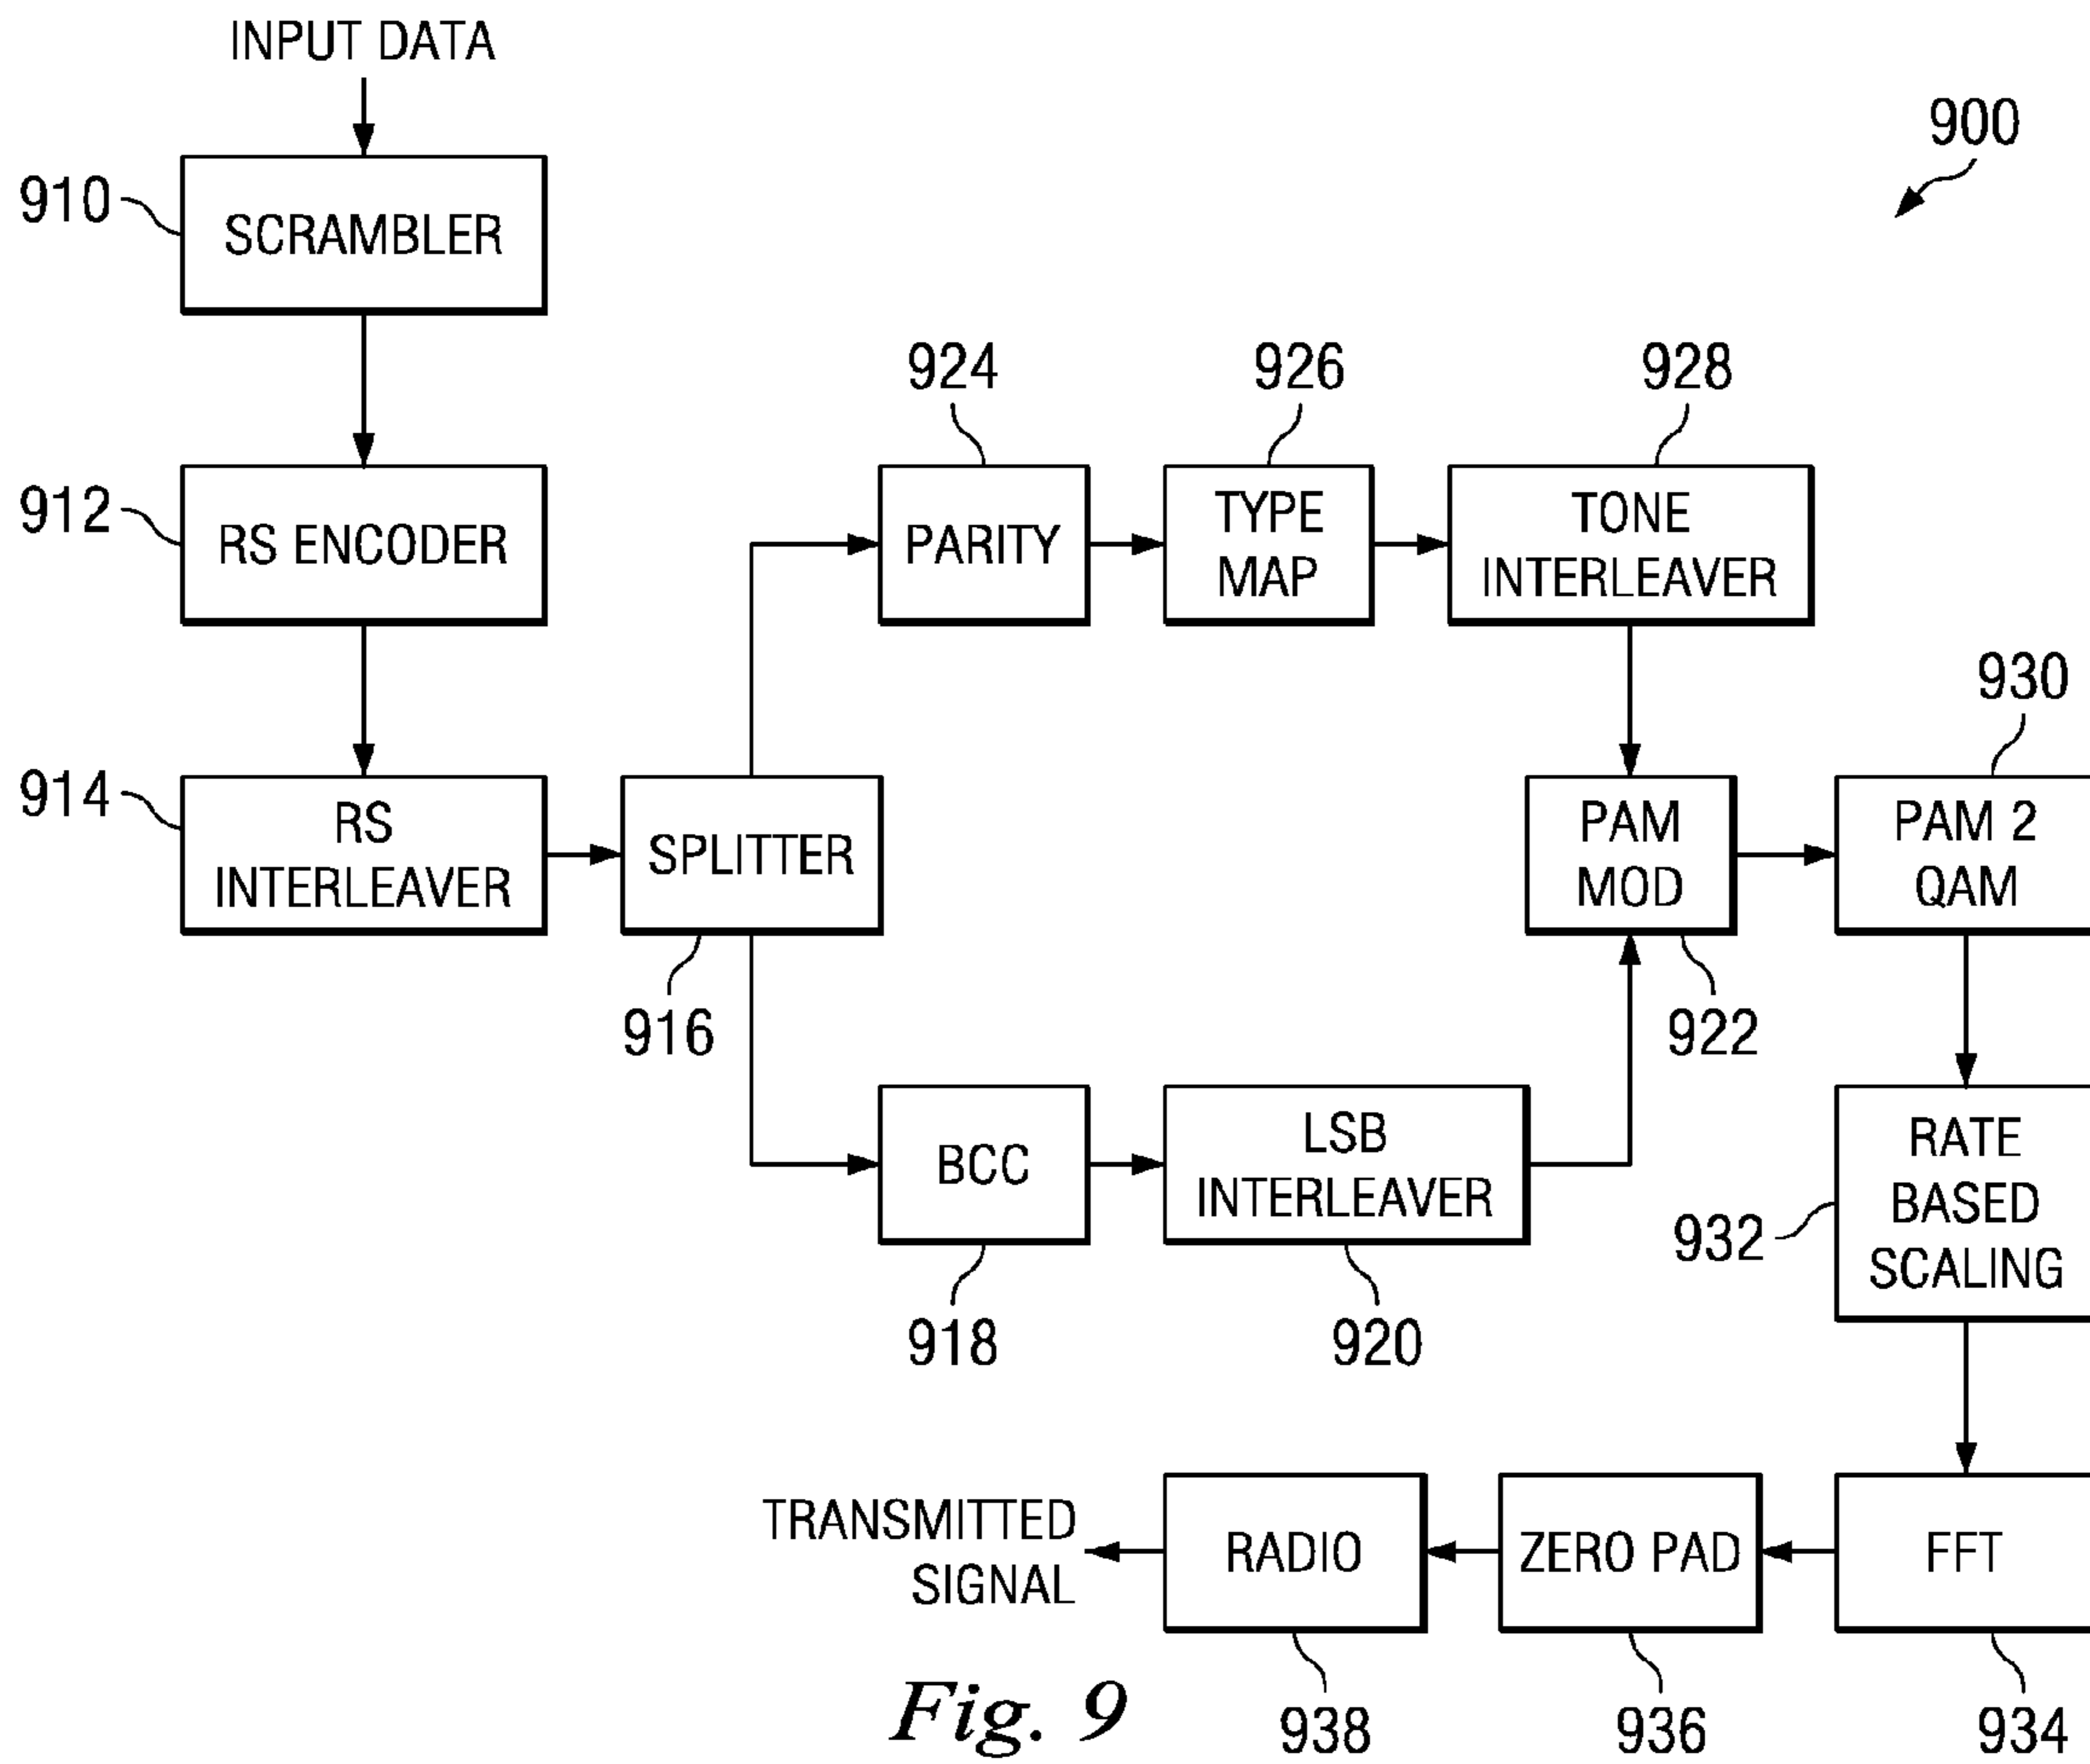 INPUT DATA
900
910
SCRAMBLER
924
926
928
912
RS ENCODER
PARITY
TYPE
MAP
TONE
INTERLEAVER
930
914
RS
INTERLEAVER
SPLITTER
PAM
MOD
PAM 2
QAM
916
922
BCC
LSB
INTERLEAVER
RATE
BASED
SCALING
932
918
920
TRANSMITTED
SIGNAL
RADIO
ZERO PAD
FFT
938
936
934
Fig. 9